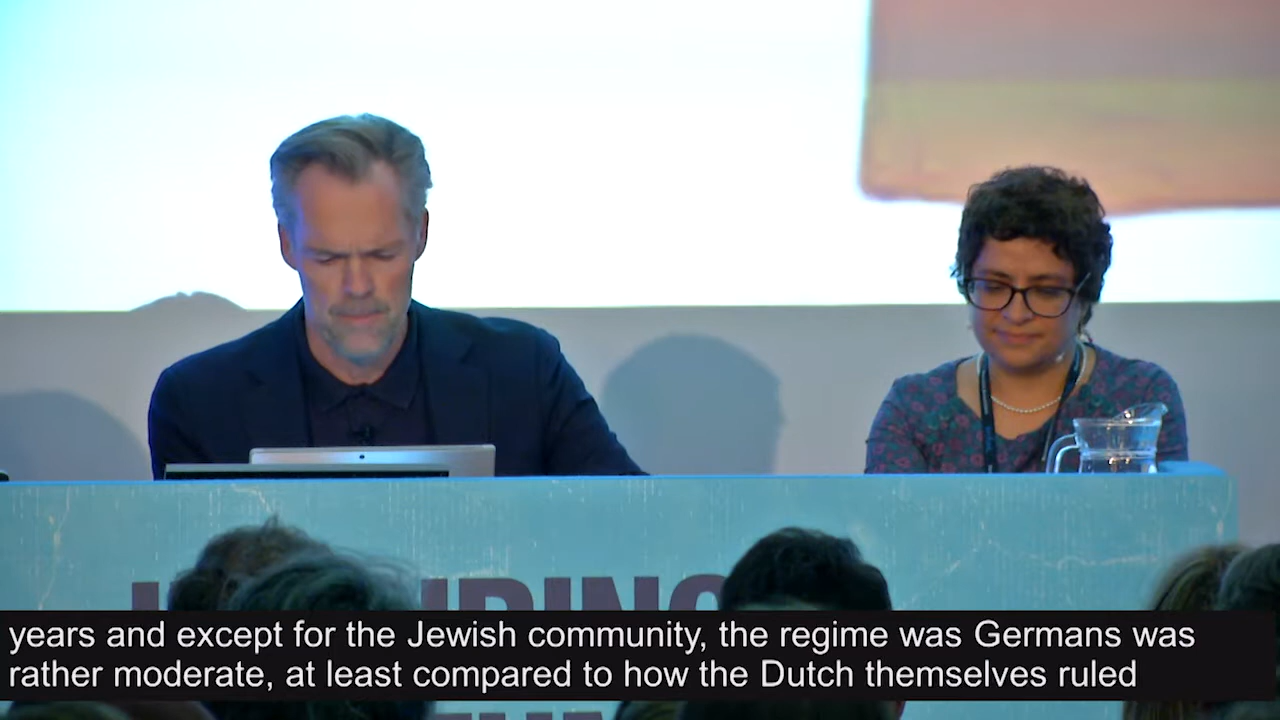 years and except for the Jewish community, the regime was Germans was
rather moderate, at least compared to how the Dutch themselves ruled